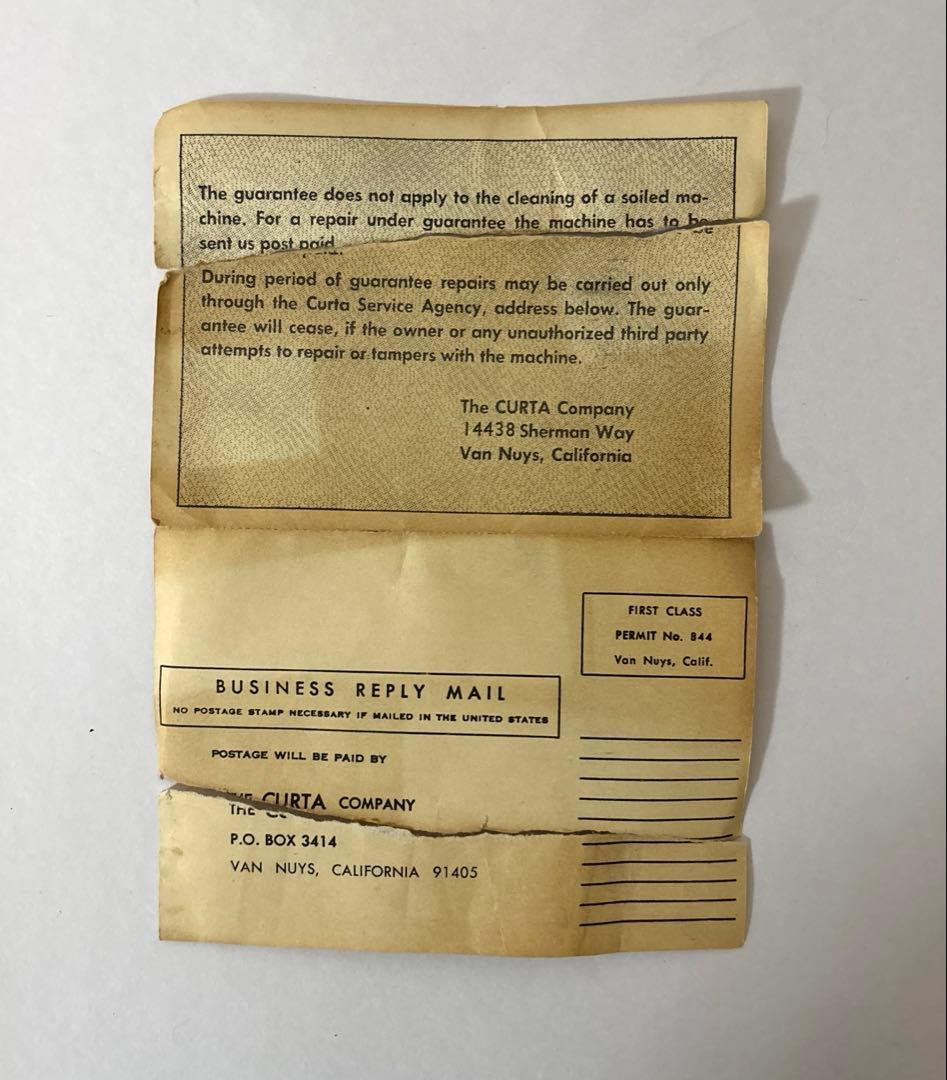 The guarantee does not apply to the cleaning of a soiled ma-
chine. For a repair under guarantee the machine has to be
sent us post paid.
During period of guarantee repairs may be carried out only
through the Curta Service Agency, address below. The guar-
antee will cease, if the owner or any unauthorized third party
attempts to repair or tampers with the machine.
The CURTA Company
14438 Sherman Way
Van Nuys, California
FIRST CLASS
PERMIT No. 844
Van Nuys, Calif.
BUSINESS REPLY MAIL
NO POSTAGE STAMP NECESSARY IF MAILED IN THE UNITED STATES
POSTAGE WILL BE PAID BY
THE CURTA COMPANY
P.O. BOX 3414
VAN NUYS, CALIFORNIA 91405